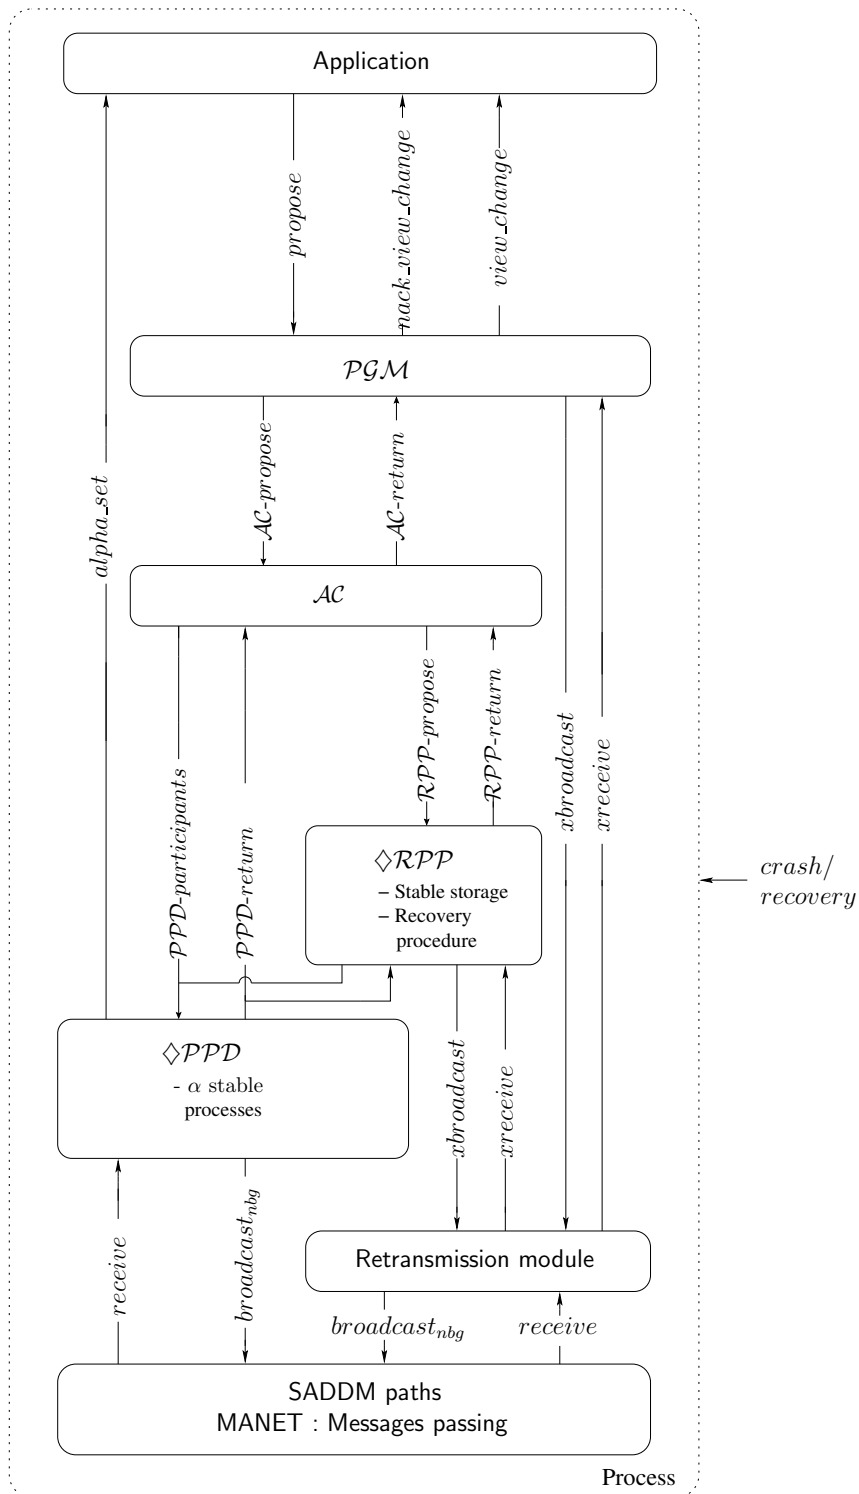 Application
propose
nack_view_change
view_change
PGM
alpha_set
AC-propose
AC-return
AC
PPD-participants
PPD-return
RPP-propose
RPP-return
xbroadcast
xreceive
♢RPP
– Stable storage
– Recovery
procedure
crash/
recovery
♢PPD
- α stable
processes
xbroadcast
xreceive
receive
broadcast_nbg
Retransmission module
broadcast_nbg
receive
SADDM paths
MANET : Messages passing
Process